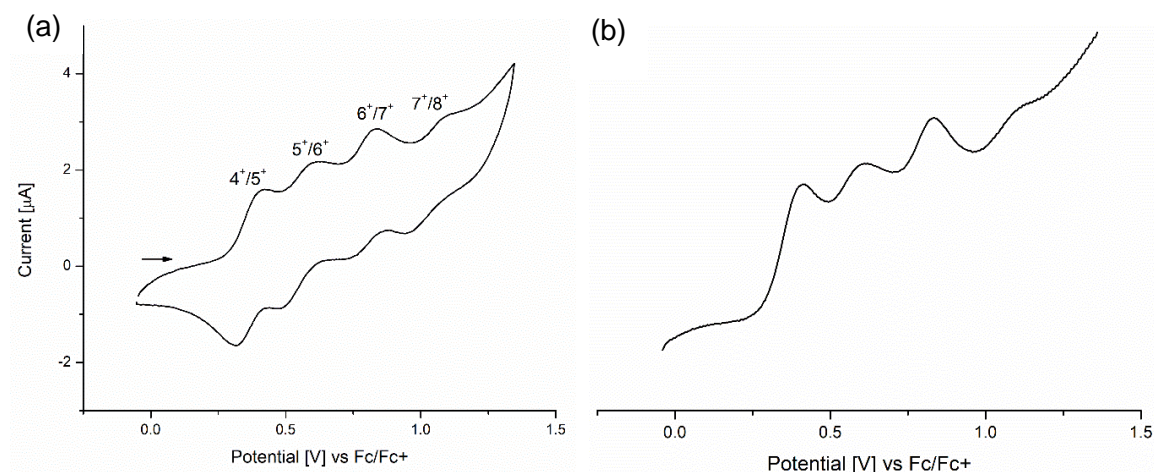 (a)
4
2
0
-2
Current [µA]
4⁺/5⁺
5⁺/6⁺
6⁺/7⁺
7⁺/8⁺
0.0 0.5 1.0 1.5
Potential [V] vs Fc/Fc+
(b)
0.0 0.5 1.0 1.5
Potential [V] vs Fc/Fc+